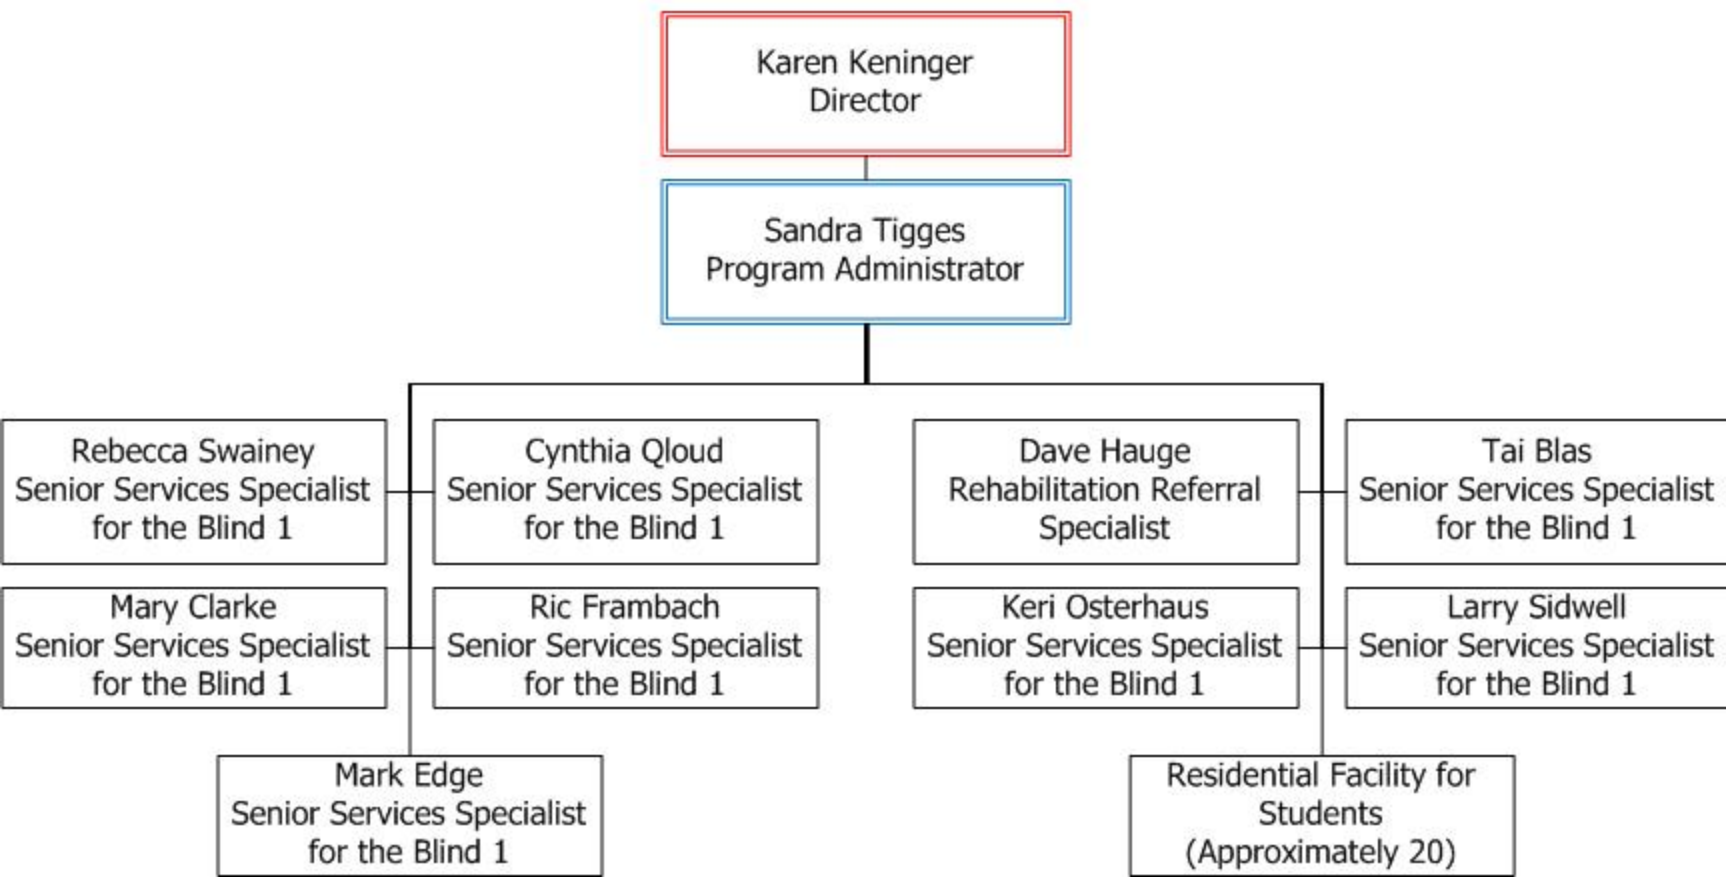 Karen Keninger
Director
Sandra Tigges
Program Administrator
Rebecca Swainey
Senior Services Specialist
for the Blind 1
Cynthia Qloud
Senior Services Specialist
for the Blind 1
Dave Hauge
Rehabilitation Referral
Specialist
Tai Blas
Senior Services Specialist
for the Blind 1
Mary Clarke
Senior Services Specialist
for the Blind 1
Ric Frambach
Senior Services Specialist
for the Blind 1
Keri Osterhaus
Senior Services Specialist
for the Blind 1
Larry Sidwell
Senior Services Specialist
for the Blind 1
Mark Edge
Senior Services Specialist
for the Blind 1
Residential Facility for
Students
(Approximately 20)